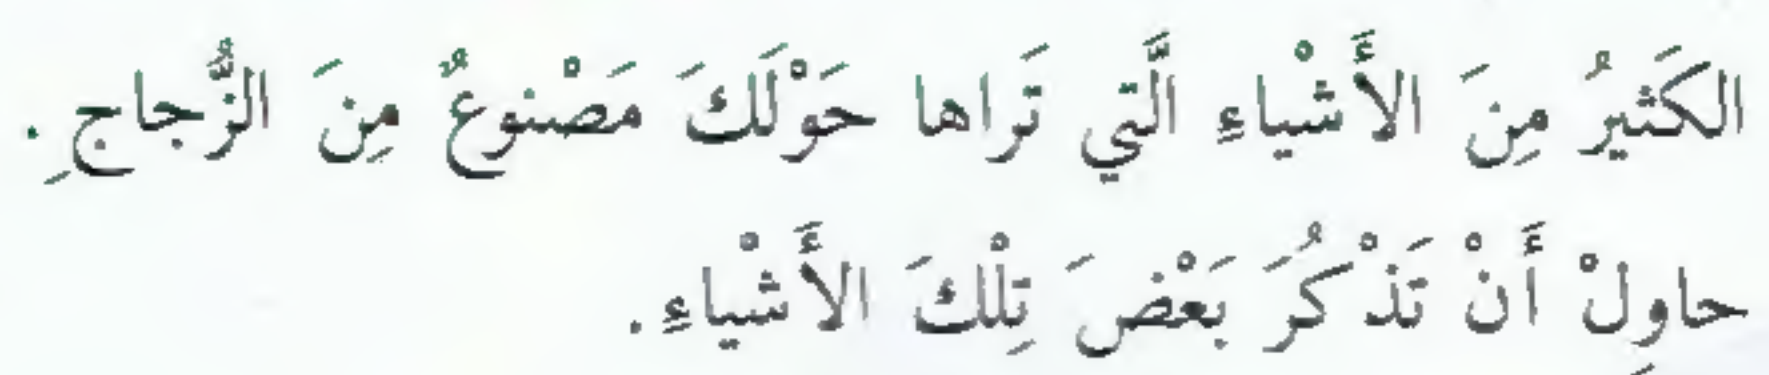 الكَثيرُ مِنَ الأَشْياءِ الَّتي تَراها حَوْلَكَ مَصْنوعٌ مِنَ الزُّجاجِ.
حاوِلْ أَنْ تَذْكُرَ بَعْضَ تِلْكَ الأَشْياءِ.